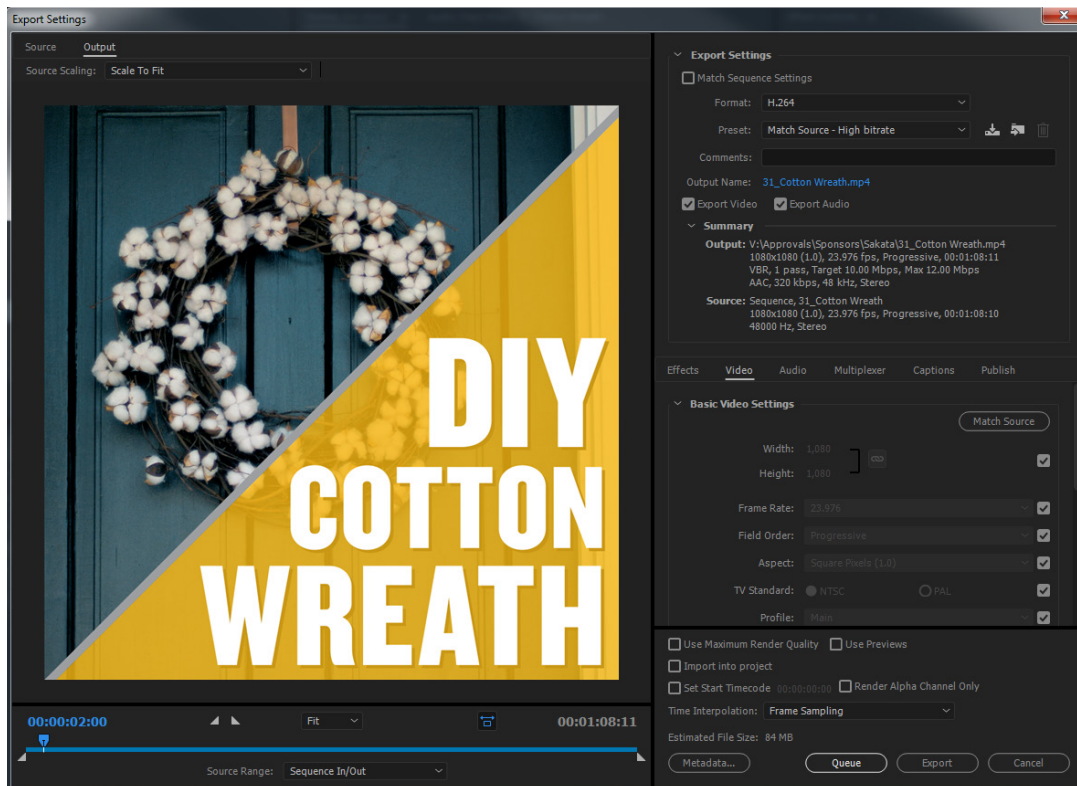 Export Settings
Source Output
Source Scaling: Scale To Fit
DIY
COTTON
WREATH
00:00:02:00 Fit 00:01:08:11
Source Range: Sequence In/Out
Export Settings
Match Sequence Settings
Format: H.264
Preset: Match Source - High bitrate
Comments:
Output Name: 31_Cotton Wreath.mp4
Export Video Export Audio
Summary
Output: V:\Approvals\Sponsors\Sakata\31_Cotton Wreath.mp4
1080x1080 (1.0), 23.976 fps, Progressive, 00:01:08:11
VBR, 1 pass, Target 10.00 Mbps, Max 12.00 Mbps
AAC, 320 kbps, 48 kHz, Stereo
Source: Sequence, 31_Cotton Wreath
1080x1080 (1.0), 23.976 fps, Progressive, 00:01:08:10
48000 Hz, Stereo
Effects Video Audio Multiplexer Captions Publish
Basic Video Settings
Match Source
Width: 1,080
Height: 1,080
Frame Rate: 23.976
Field Order: Progressive
Aspect: Square Pixels (1.0)
TV Standard: NTSC PAL
Profile: Main
Use Maximum Render Quality Use Previews
Import into project
Set Start Timecode 00:00:00:00 Render Alpha Channel Only
Time Interpolation: Frame Sampling
Estimated File Size: 84 MB
Metadata... Queue Export Cancel